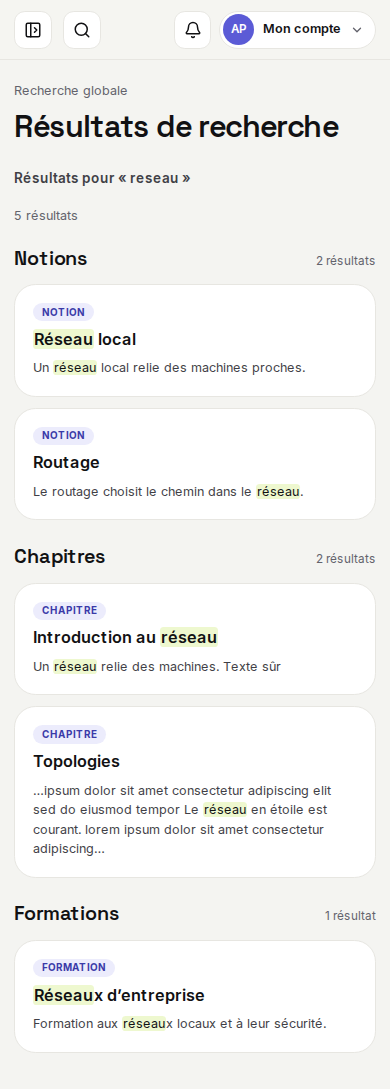 AP Mon compte
Recherche globale
Résultats de recherche
Résultats pour « reseau »
5 résultats
Notions 2 résultats
NOTION
Réseau local
Un réseau local relie des machines proches.
NOTION
Routage
Le routage choisit le chemin dans le réseau.
Chapitres 2 résultats
CHAPITRE
Introduction au réseau
Un réseau relie des machines. Texte sûr
CHAPITRE
Topologies
…ipsum dolor sit amet consectetur adipiscing elit
sed do eiusmod tempor Le réseau en étoile est
courant. lorem ipsum dolor sit amet consectetur
adipiscing…
Formations 1 résultat
FORMATION
Réseaux d’entreprise
Formation aux réseaux locaux et à leur sécurité.